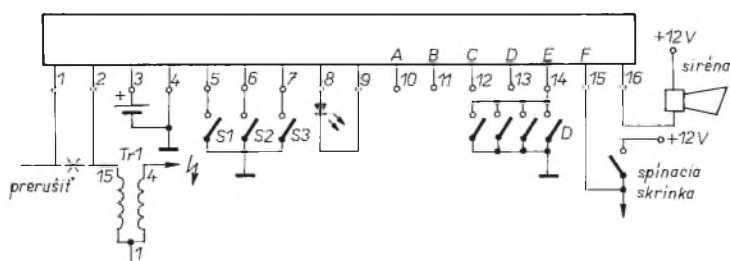 A B C D E F
1 2 3 4 5 6 7 8 9 10 11 12 13 14 15 16
+12V
siréna
+
S1 S2 S3
D
+12V
spínacia
skrinka
prerušiť
15 Tr1 4
1